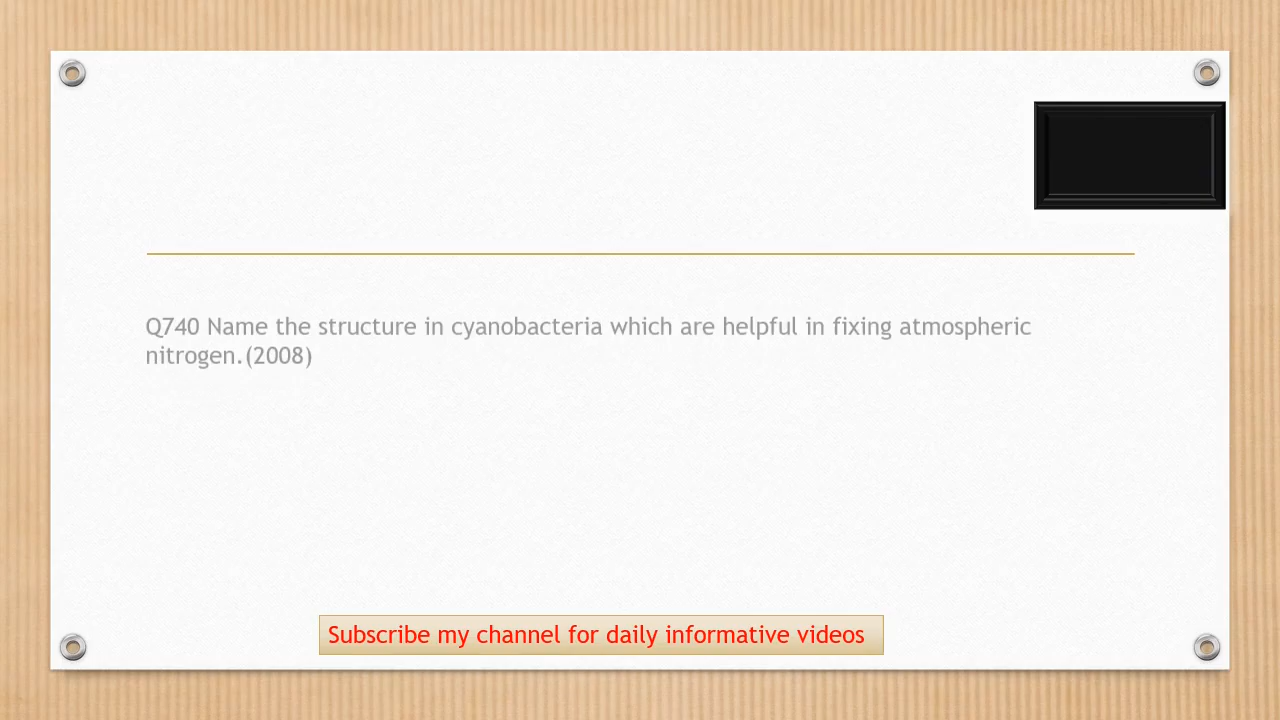 Q740 Name the structure in cyanobacteria which are helpful in fixing atmospheric
nitrogen.(2008)
Subscribe my channel for daily informative videos